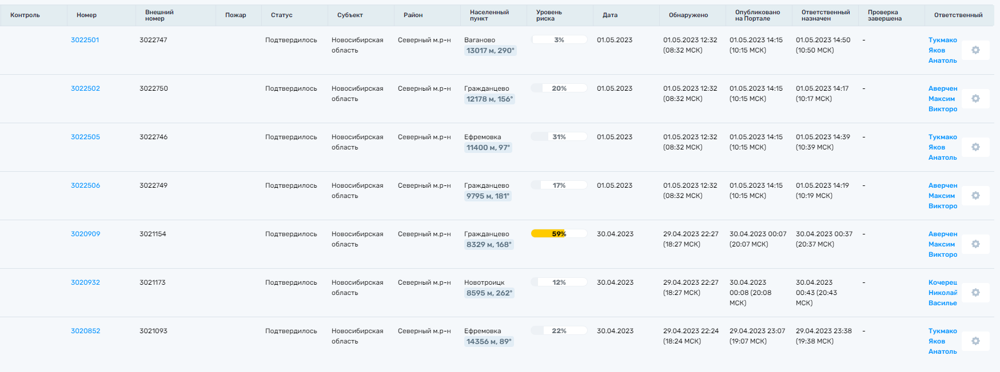 Контроль
Номер
Внешний
номер
Пожар
Статус
Субъект
Район
Населенный
пункт
Уровень
риска
Дата
Обнаружено
Опубликовано
на Портале
Ответственный
назначен
Проверка
завершена
Ответственный
3022501
3022747
Подтвердилось
Новосибирская
область
Северный м.р-н
Ваганово
13017 м, 290°
3%
01.05.2023
01.05.2023 12:32
(08:32 МСК)
01.05.2023 14:15
(10:15 МСК)
01.05.2023 14:50
(10:50 МСК)
-
Тукмако
Яков
Анатоль
3022502
3022750
Подтвердилось
Новосибирская
область
Северный м.р-н
Гражданцево
12178 м, 156°
20%
01.05.2023
01.05.2023 12:32
(08:32 МСК)
01.05.2023 14:15
(10:15 МСК)
01.05.2023 14:17
(10:17 МСК)
-
Аверчен
Максим
Викторо
3022505
3022746
Подтвердилось
Новосибирская
область
Северный м.р-н
Ефремовка
11400 м, 97°
31%
01.05.2023
01.05.2023 12:32
(08:32 МСК)
01.05.2023 14:15
(10:15 МСК)
01.05.2023 14:39
(10:39 МСК)
-
Тукмако
Яков
Анатоль
3022506
3022749
Подтвердилось
Новосибирская
область
Северный м.р-н
Гражданцево
9795 м, 181°
17%
01.05.2023
01.05.2023 12:32
(08:32 МСК)
01.05.2023 14:15
(10:15 МСК)
01.05.2023 14:19
(10:19 МСК)
-
Аверчен
Максим
Викторо
3020909
3021154
Подтвердилось
Новосибирская
область
Северный м.р-н
Гражданцево
8329 м, 168°
59%
30.04.2023
29.04.2023 22:27
(18:27 МСК)
30.04.2023 00:07
(20:07 МСК)
30.04.2023 00:37
(20:37 МСК)
-
Аверчен
Максим
Викторо
3020932
3021173
Подтвердилось
Новосибирская
область
Северный м.р-н
Новотроицк
8595 м, 262°
12%
30.04.2023
29.04.2023 22:27
(18:27 МСК)
30.04.2023
00:08 (20:08
МСК)
30.04.2023
00:43 (20:43
МСК)
-
Кочерещ
Николай
Василье
3020852
3021093
Подтвердилось
Новосибирская
область
Северный м.р-н
Ефремовка
14356 м, 89°
22%
30.04.2023
29.04.2023 22:24
(18:24 МСК)
29.04.2023 23:07
(19:07 МСК)
29.04.2023 23:38
(19:38 МСК)
-
Тукмако
Яков
Анатоль